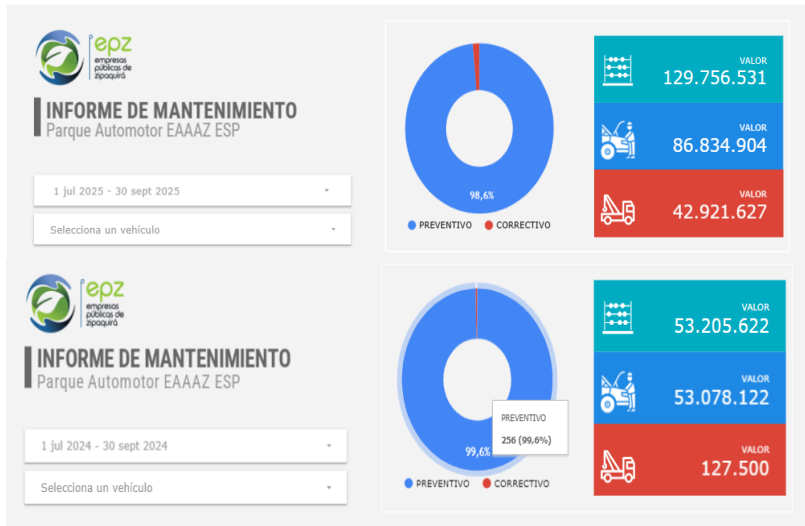 epz
empresas
públicas de
zipaquirá
INFORME DE MANTENIMIENTO
Parque Automotor EAAAZ ESP
1 jul 2025 - 30 sept 2025
Selecciona un vehículo
98,6%
PREVENTIVO
CORRECTIVO
VALOR
129.756.531
VALOR
86.834.904
VALOR
42.921.627
epz
empresas
públicas de
zipaquirá
INFORME DE MANTENIMIENTO
Parque Automotor EAAAZ ESP
1 jul 2024 - 30 sept 2024
Selecciona un vehículo
PREVENTIVO
256 (99,6%)
99,6%
PREVENTIVO
CORRECTIVO
VALOR
53.205.622
VALOR
53.078.122
VALOR
127.500